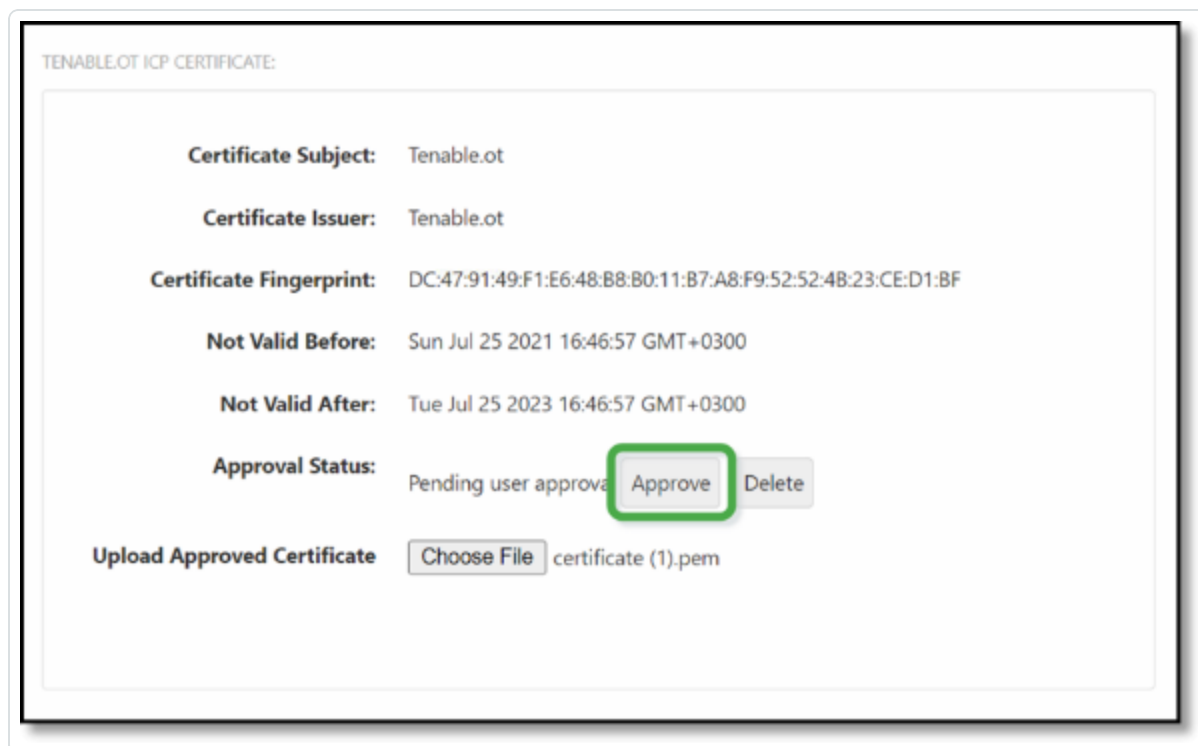 TENABLE.OT ICP CERTIFICATE:
Certificate Subject: Tenable.ot
Certificate Issuer: Tenable.ot
Certificate Fingerprint: DC:47:91:49:F1:E6:48:B8:B0:11:B7:A8:F9:52:52:4B:23:CE:D1:BF
Not Valid Before: Sun Jul 25 2021 16:46:57 GMT+0300
Not Valid After: Tue Jul 25 2023 16:46:57 GMT+0300
Approval Status:
Pending user approva Approve Delete
Upload Approved Certificate Choose File certificate (1).pem